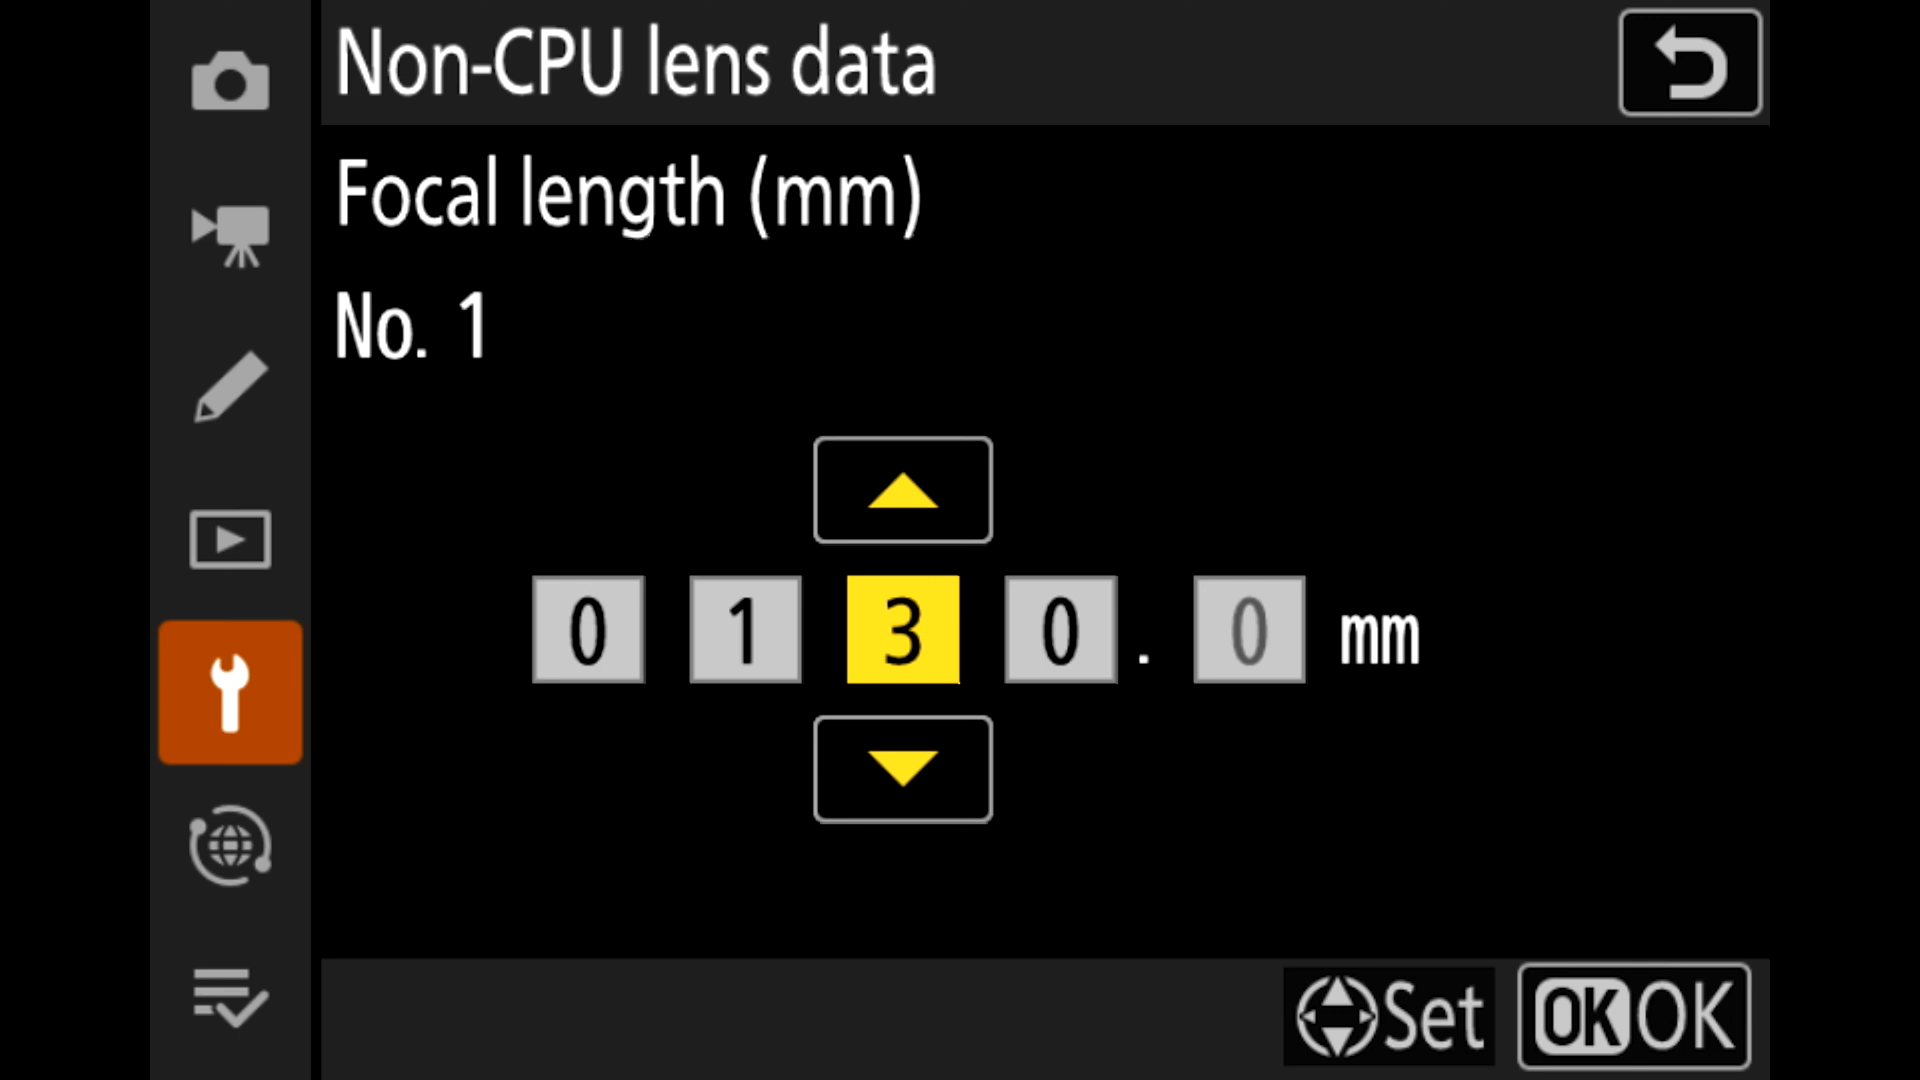 Non-CPU lens data
Focal length (mm)
No. 1
0 1 3 0 . 0 mm
Set OK OK